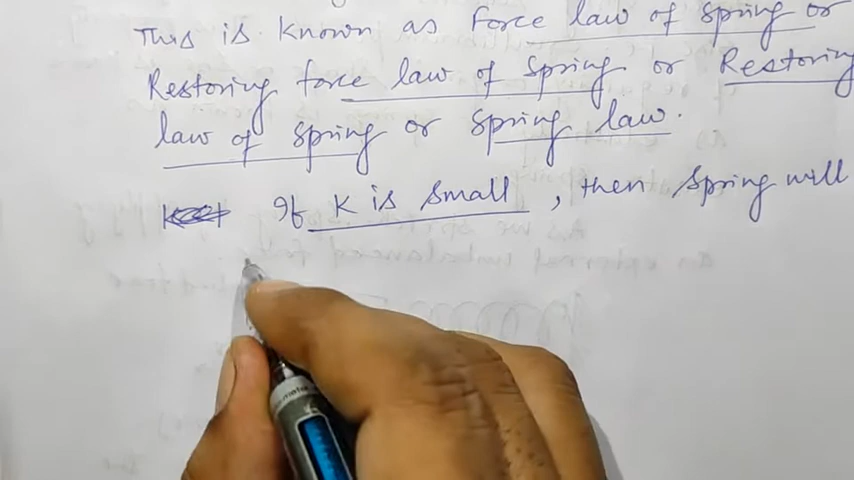 This is known as Force law of spring or
Restoring force law of spring or Restoring
law of spring or spring law.
If K is small, then spring will